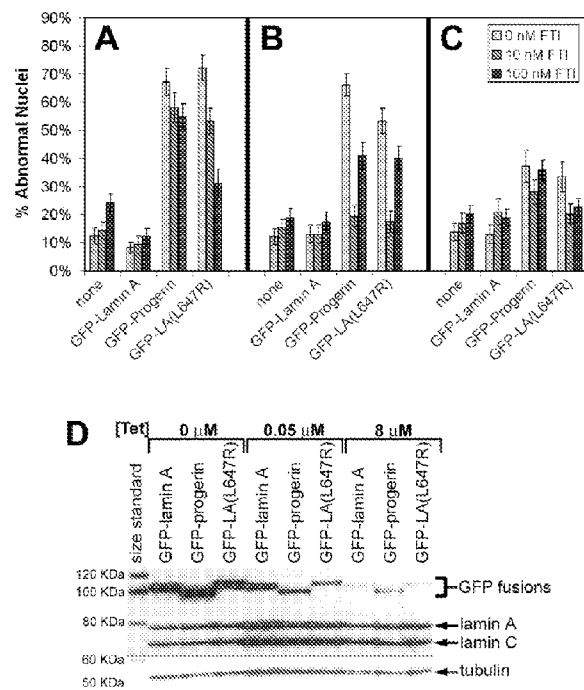 A
B
C
0 nM FTI
10 nM FTI
100 nM FTI
90%
80%
70%
60%
50%
40%
30%
20%
10%
0%
% Abnormal Nuclei
none
GFP-Lamin A
GFP-Progerin
GFP-LA(L647R)
none
GFP-Lamin A
GFP-Progerin
GFP-LA(L647R)
none
GFP-Lamin A
GFP-Progerin
GFP-LA(L647R)
D
[Tet]
0 µM
0.05 µM
8 µM
size standard
GFP-lamin A
GFP-progerin
GFP-LA(L647R)
GFP-lamin A
GFP-progerin
GFP-LA(L647R)
GFP-lamin A
GFP-progerin
GFP-LA(L647R)
120 KDa
100 KDa
GFP fusions
80 KDa
lamin A
lamin C
60 KDa
tubulin
50 KDa